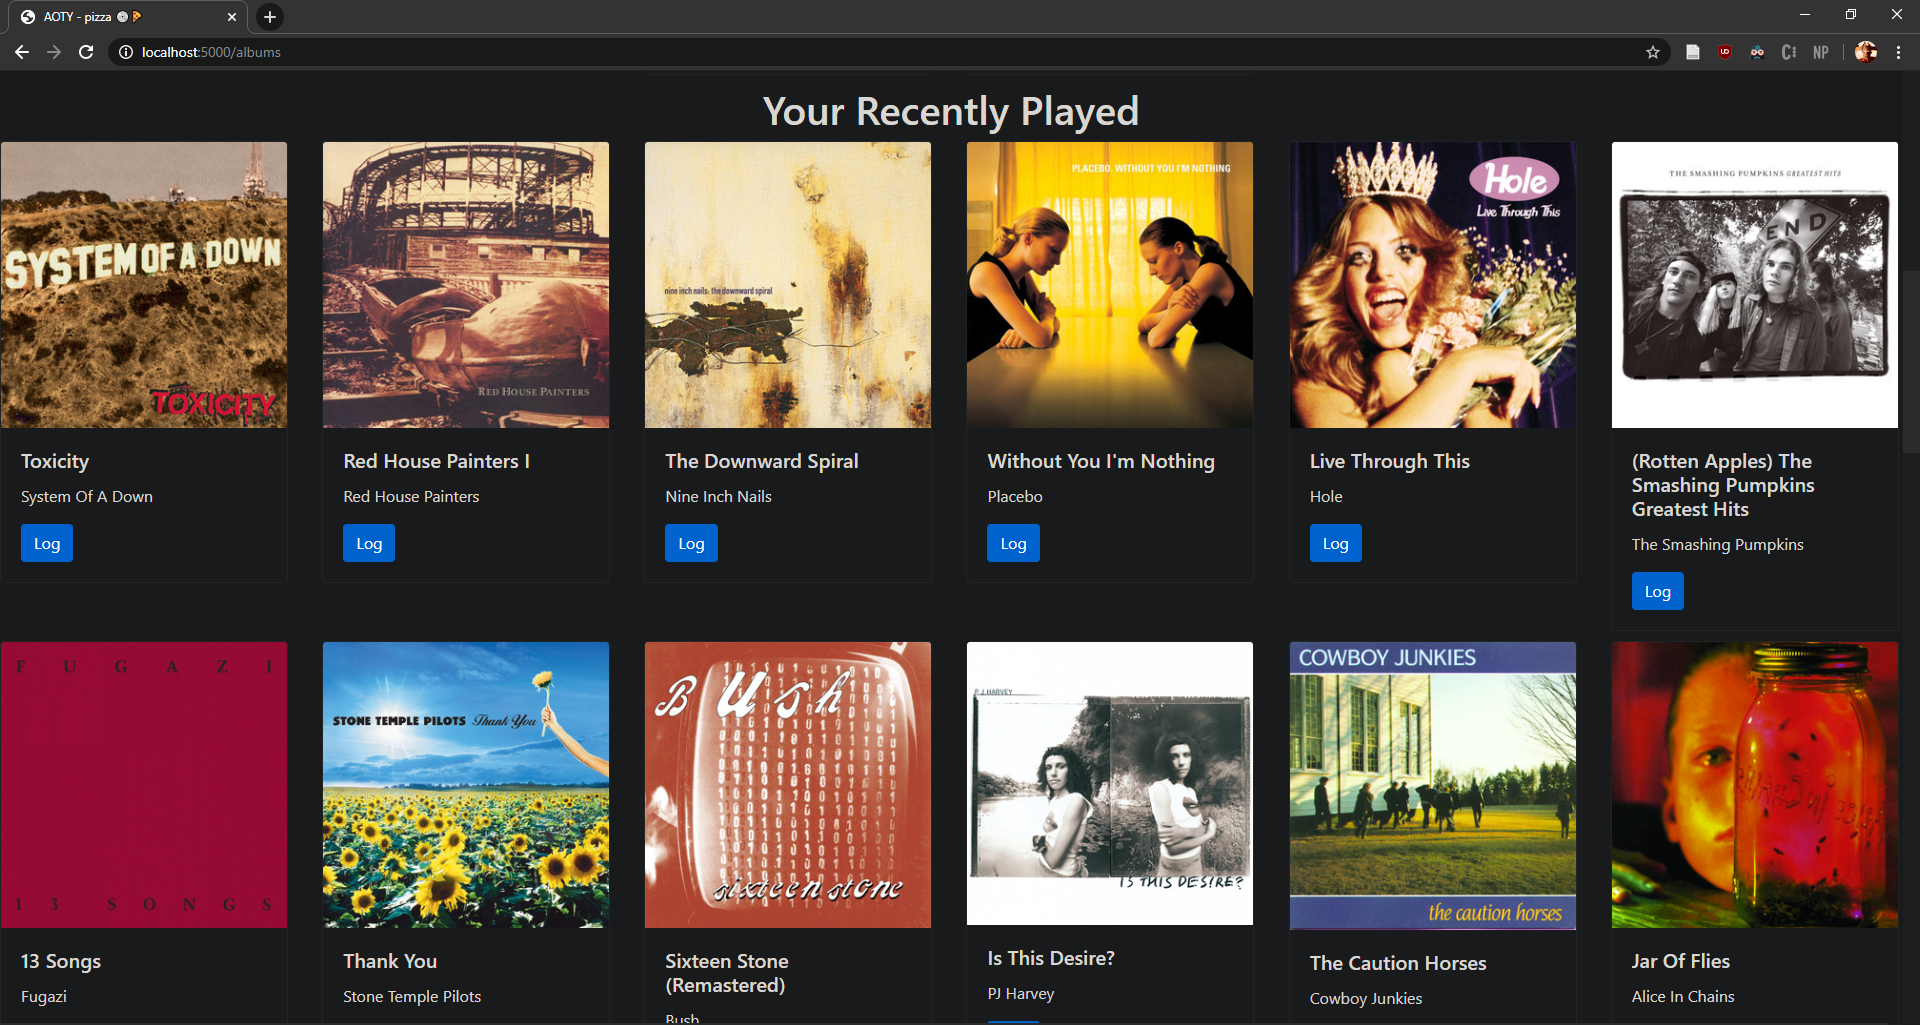 AOTY - pizza
localhost:5000/albums
NP
Your Recently Played
SYSTEM OF A DOWN
TOXICITY
RED HOUSE PAINTERS
nine inch nails: the downward spiral
PLACEBO. WITHOUT YOU I'M NOTHING
Hole
Live Through This
THE SMASHING PUMPKINS GREATEST HITS
END
Toxicity
System Of A Down
Log
Red House Painters I
Red House Painters
Log
The Downward Spiral
Nine Inch Nails
Log
Without You I'm Nothing
Placebo
Log
Live Through This
Hole
Log
(Rotten Apples) The
Smashing Pumpkins
Greatest Hits
The Smashing Pumpkins
Log
FUGAZI
13 SONGS
STONE TEMPLE PILOTS Thank You
Bush
sixteen stone
PJ HARVEY
IS THIS DESIRE?
COWBOY JUNKIES
the caution horses
13 Songs
Fugazi
Thank You
Stone Temple Pilots
Sixteen Stone
(Remastered)
Bush
Is This Desire?
PJ Harvey
The Caution Horses
Cowboy Junkies
Jar Of Flies
Alice In Chains